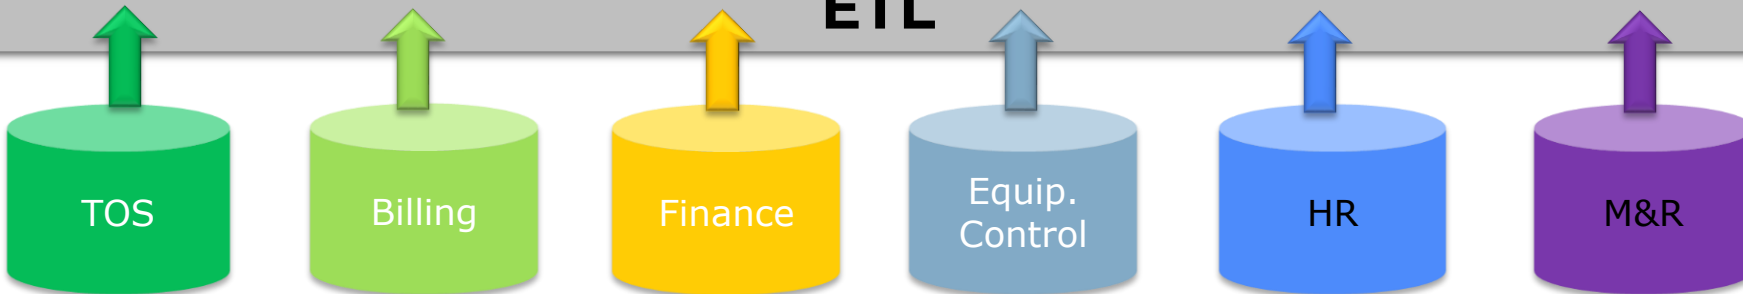 ETL
TOS
Billing
Finance
Equip.
Control
HR
M&R